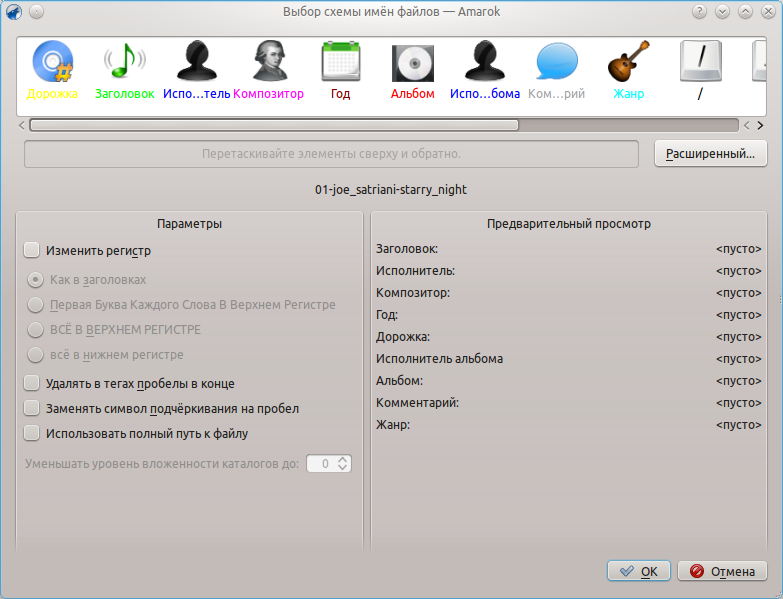 Выбор схемы имён файлов — Amarok
Дорожка Заголовок Испо...тель Композитор Год Альбом Испо...бома Ком...рий Жанр /
Перетаскивайте элементы сверху и обратно.
Расширенный...
01-joe_satriani-starry_night
Параметры
Изменить регистр
Как в заголовках
Первая Буква Каждого Слова В Верхнем Регистре
ВСЁ В ВЕРХНЕМ РЕГИСТРЕ
всё в нижнем регистре
Удалять в тегах пробелы в конце
Заменять символ подчёркивания на пробел
Использовать полный путь к файлу
Уменьшать уровень вложенности каталогов до: 0
Предварительный просмотр
Заголовок: <пусто>
Исполнитель: <пусто>
Композитор: <пусто>
Год: <пусто>
Дорожка: <пусто>
Исполнитель альбома <пусто>
Альбом: <пусто>
Комментарий: <пусто>
Жанр: <пусто>
OK
Отмена